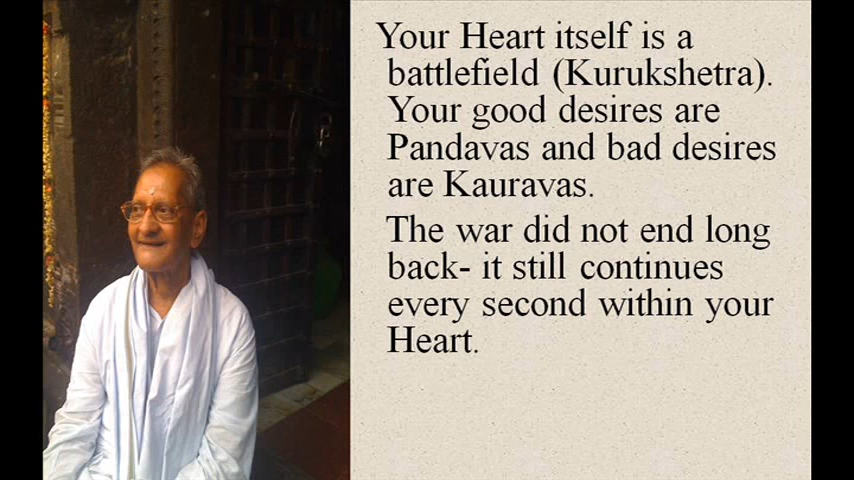 Your Heart itself is a
battlefield (Kurukshetra).
Your good desires are
Pandavas and bad desires
are Kauravas.
The war did not end long
back- it still continues
every second within your
Heart.